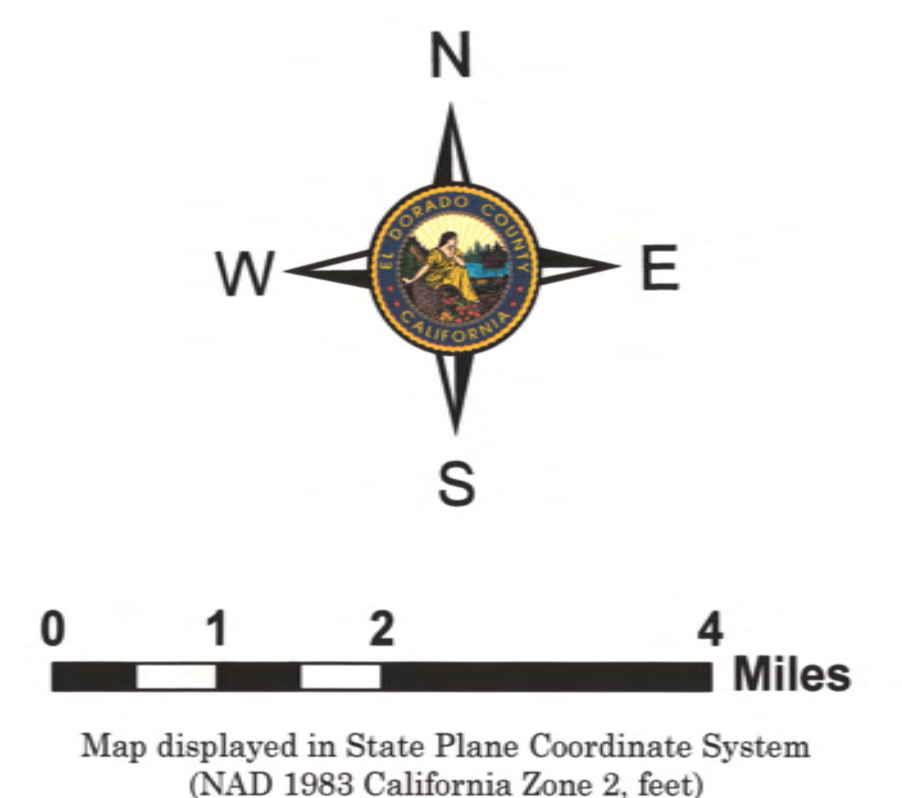 N
EL DORADO COUNTY
W
E
CALIFORNIA
S
0 1 2 4
Miles
Map displayed in State Plane Coordinate System
(NAD 1983 California Zone 2, feet)